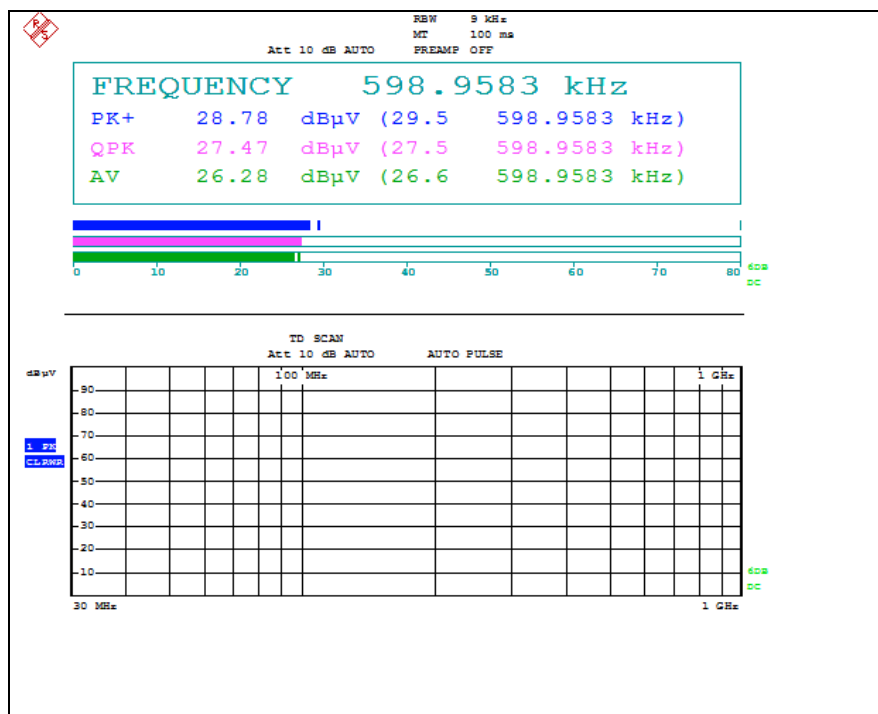 R S
RBW 9 kHz
MT 100 ms
Att 10 dB AUTO PREAMP OFF
FREQUENCY 598.9583 kHz
PK+ 28.78 dBµV (29.5 598.9583 kHz)
QPK 27.47 dBµV (27.5 598.9583 kHz)
AV 26.28 dBµV (26.6 598.9583 kHz)
0 10 20 30 40 50 60 70 80
6DB
DC
TD SCAN
Att 10 dB AUTO AUTO PULSE
dBµV
100 MHz 1 GHz
90
80
70
1 PK
CLRWR
60
50
40
30
20
10
6DB
DC
30 MHz 1 GHz